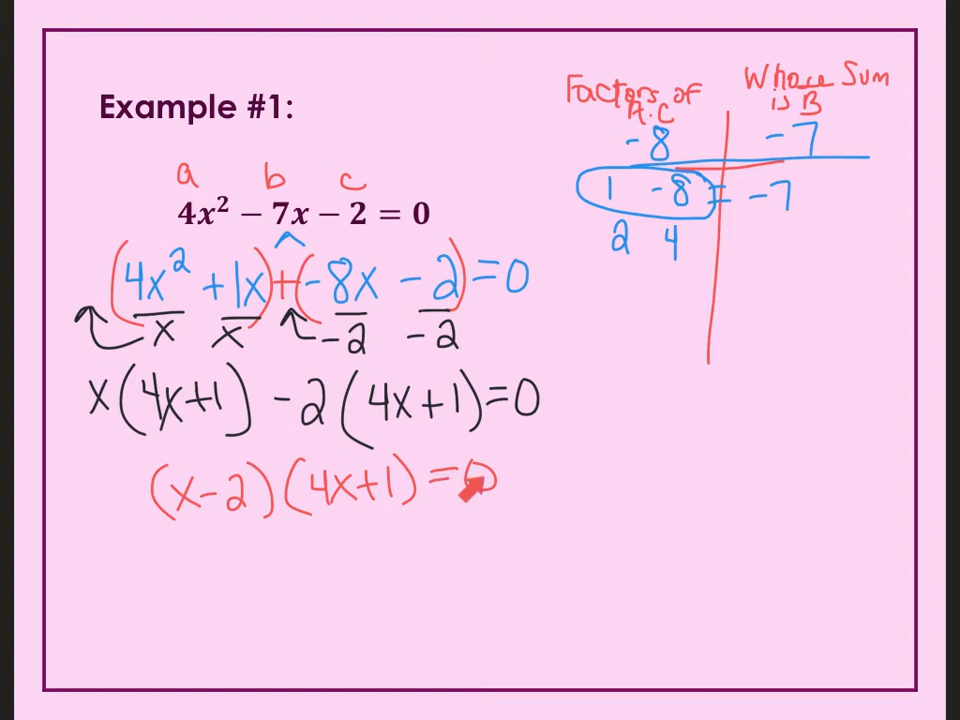 Example #1:
a b c
4x² − 7x − 2 = 0
(4x² + 1x) + (-8x − 2) = 0
x x -2 -2
x(4x+1) -2(4x+1)=0
(x-2)(4x+1)=0
Factors of
A·C
Whose Sum
is B
-8 -7
1 -8 = -7
2 4